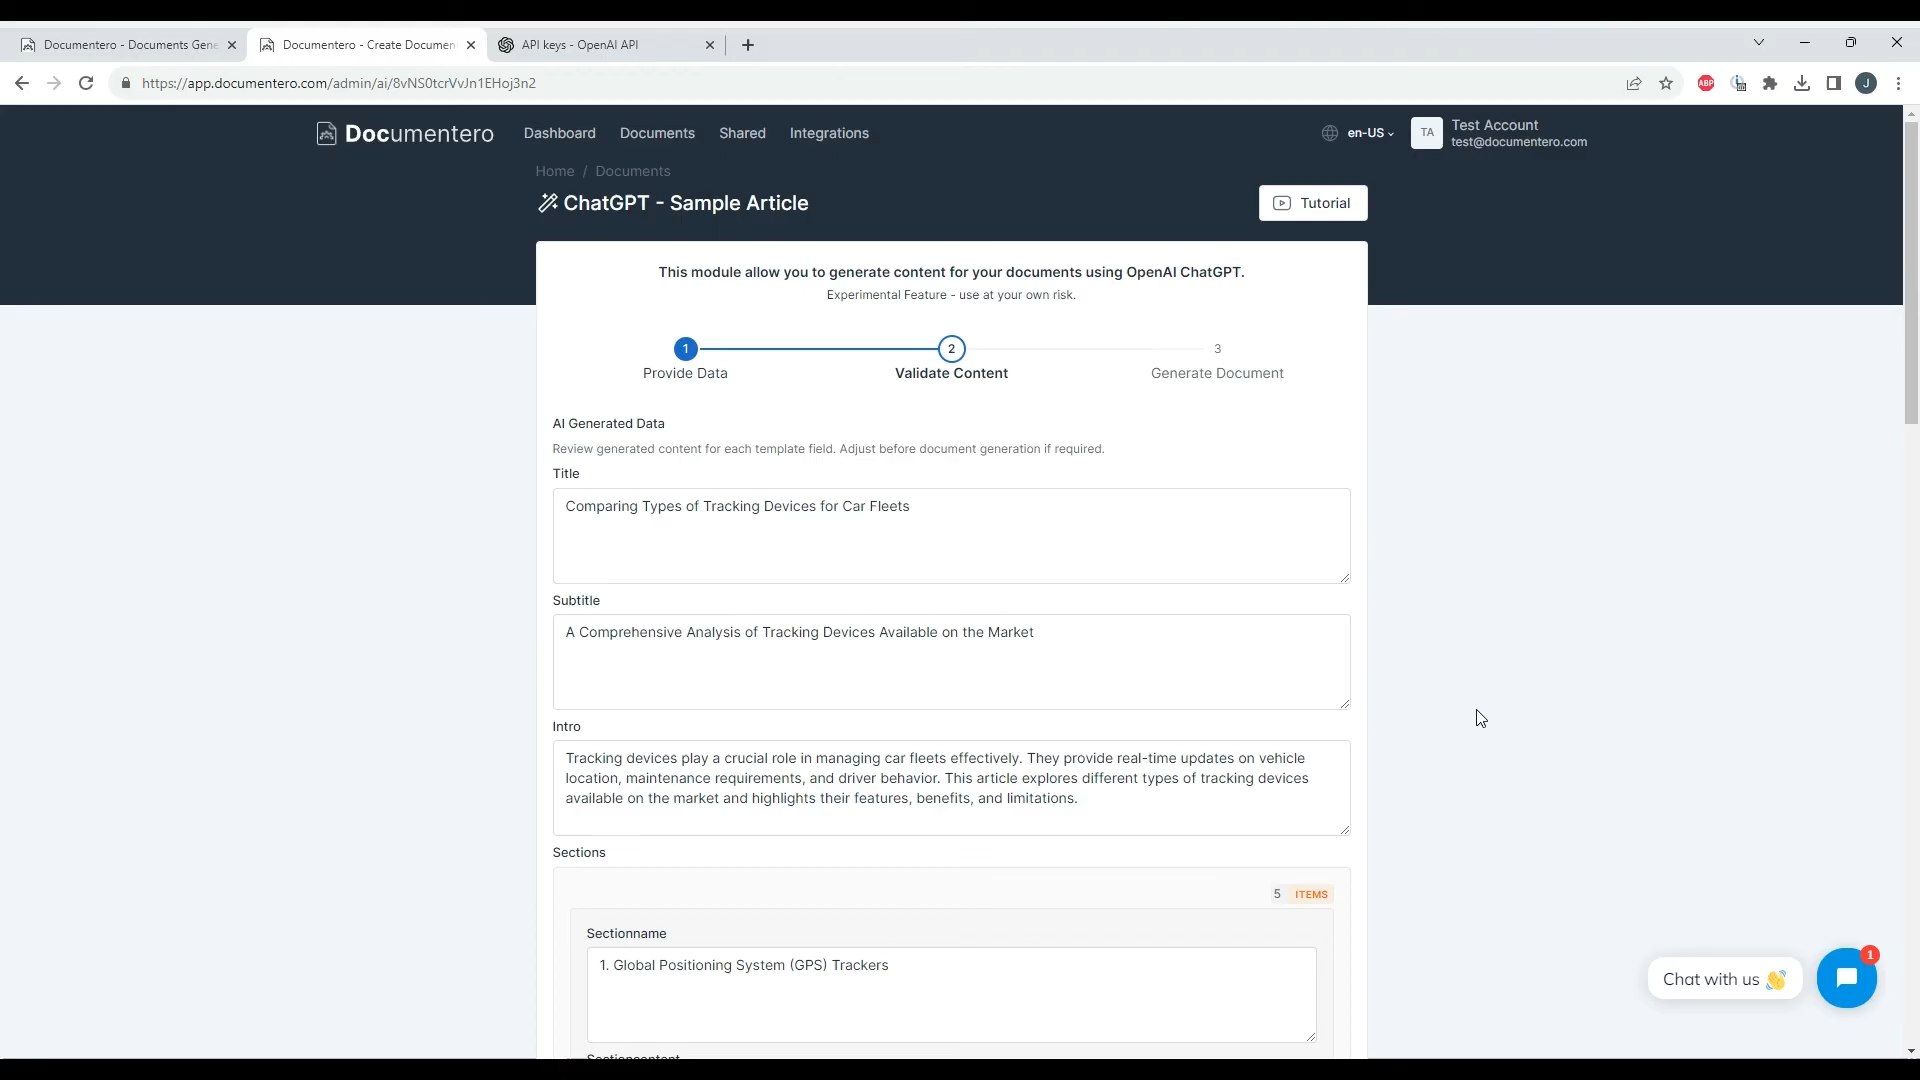 Documentero - Documents Gene
Documentero - Create Document
API keys - OpenAI API
https://app.documentero.com/admin/ai/8vNS0tcrVvJn1EHoj3n2
ABP
J
Documentero
Dashboard
Documents
Shared
Integrations
en-US
TA
Test Account
test@documentero.com
Home / Documents
ChatGPT - Sample Article
Tutorial
This module allow you to generate content for your documents using OpenAI ChatGPT.
Experimental Feature - use at your own risk.
1
2
3
Provide Data
Validate Content
Generate Document
AI Generated Data
Review generated content for each template field. Adjust before document generation if required.
Title
Comparing Types of Tracking Devices for Car Fleets
Subtitle
A Comprehensive Analysis of Tracking Devices Available on the Market
Intro
Tracking devices play a crucial role in managing car fleets effectively. They provide real-time updates on vehicle
location, maintenance requirements, and driver behavior. This article explores different types of tracking devices
available on the market and highlights their features, benefits, and limitations.
Sections
5 ITEMS
Sectionname
1. Global Positioning System (GPS) Trackers
Sectioncontent
Chat with us 👋
1